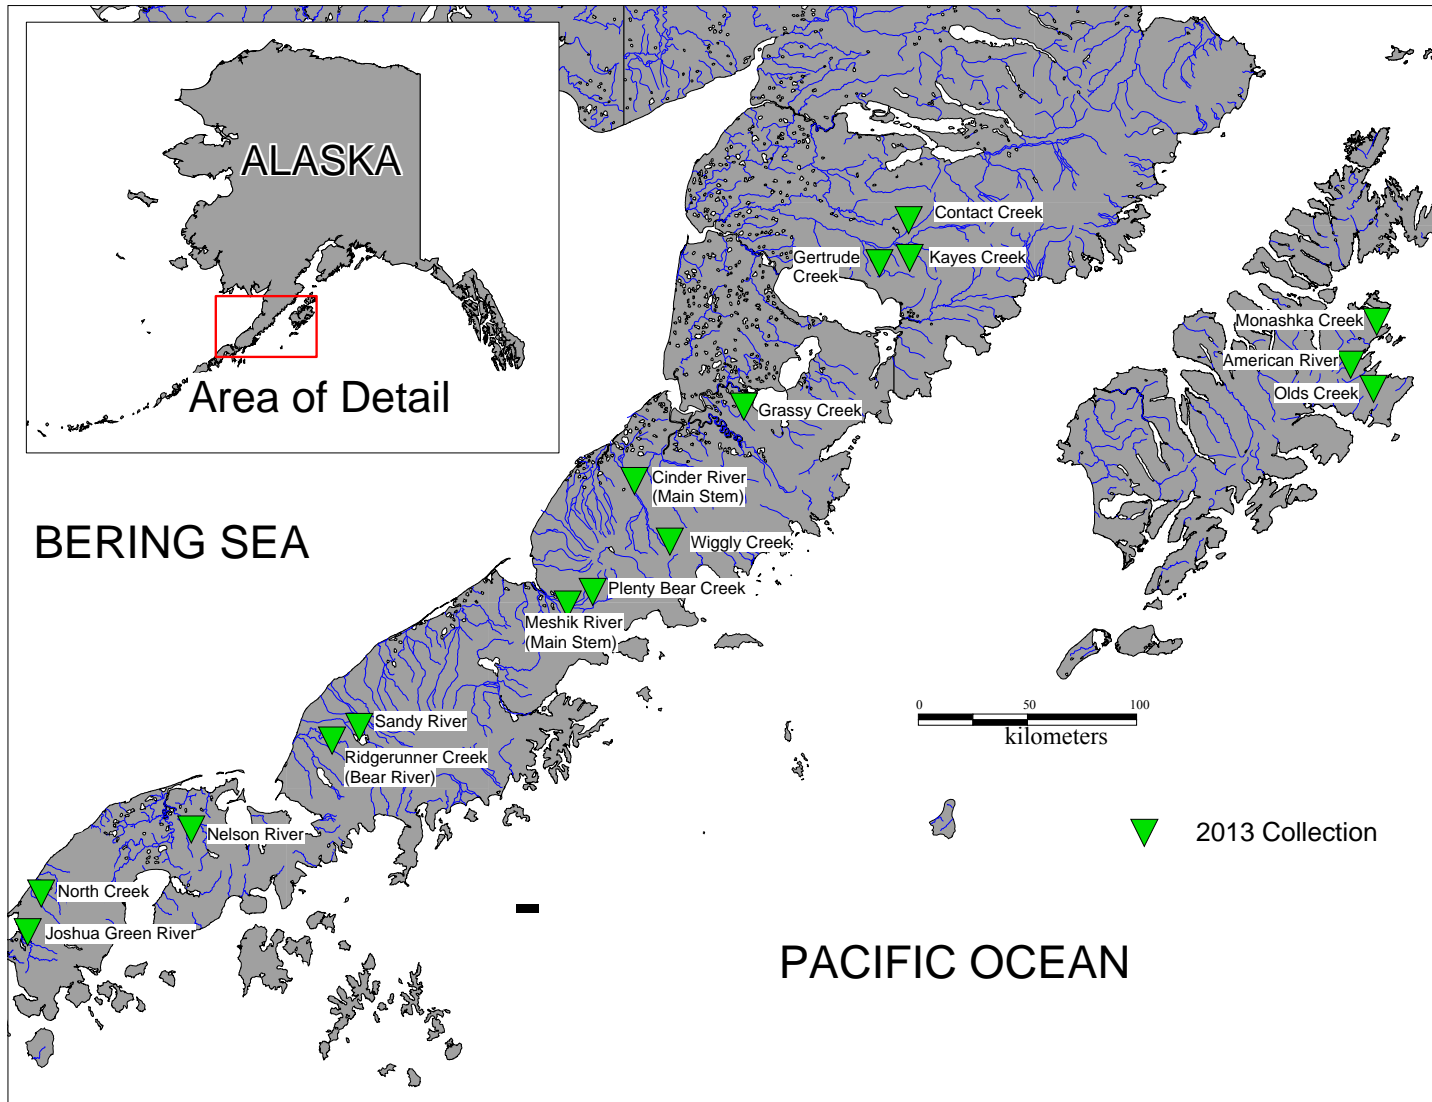 ALASKA
Area of Detail
BERING SEA
Contact Creek
Gertrude
Creek
Kayes Creek
Monashka Creek
American River
Olds Creek
Grassy Creek
Cinder River
(Main Stem)
Wiggly Creek
Plenty Bear Creek
Meshik River
(Main Stem)
Sandy River
Ridgerunner Creek
(Bear River)
Nelson River
North Creek
Joshua Green River
0 50 100
kilometers
2013 Collection
PACIFIC OCEAN